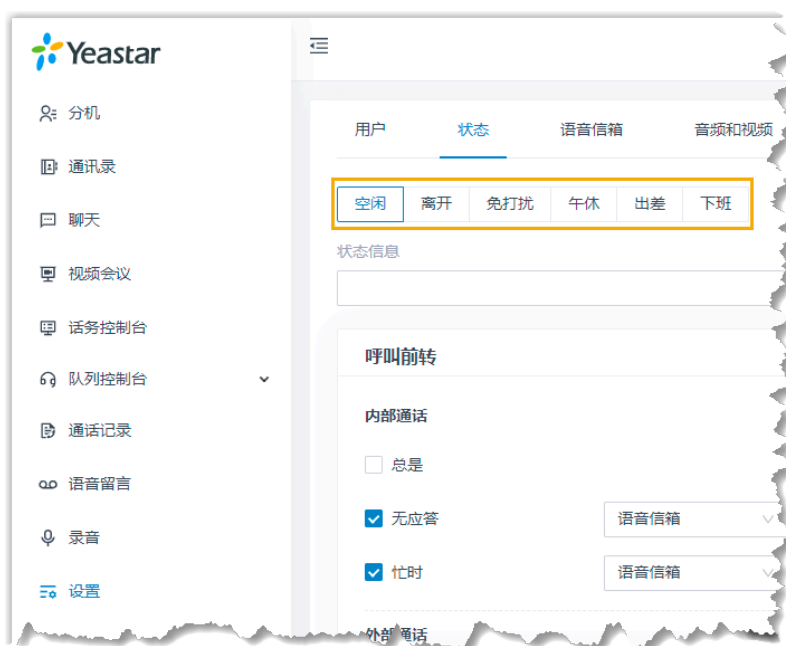 Yeastar
分机
通讯录
聊天
视频会议
话务控制台
队列控制台
通话记录
语音留言
录音
设置
用户 状态 语音信箱 音频和视频
空闲 离开 免打扰 午休 出差 下班
状态信息
呼叫前转
内部通话
总是
无应答 语音信箱
忙时 语音信箱
外部通话